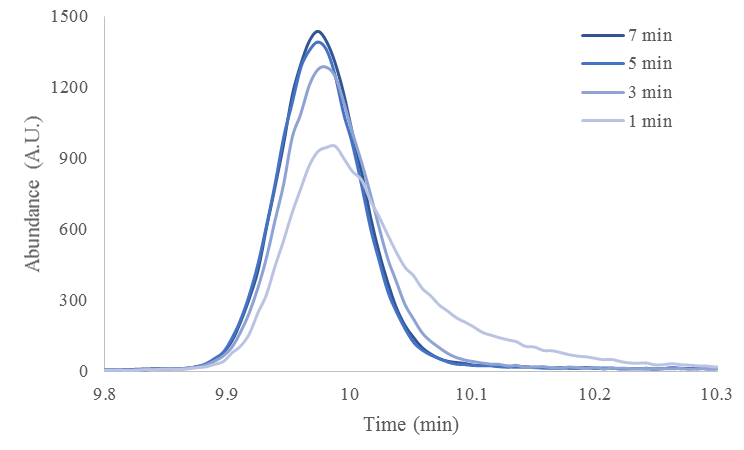 1500
1200
900
600
300
0
Abundance (A.U.)
7 min
5 min
3 min
1 min
9.8 9.9 10 10.1 10.2 10.3
Time (min)